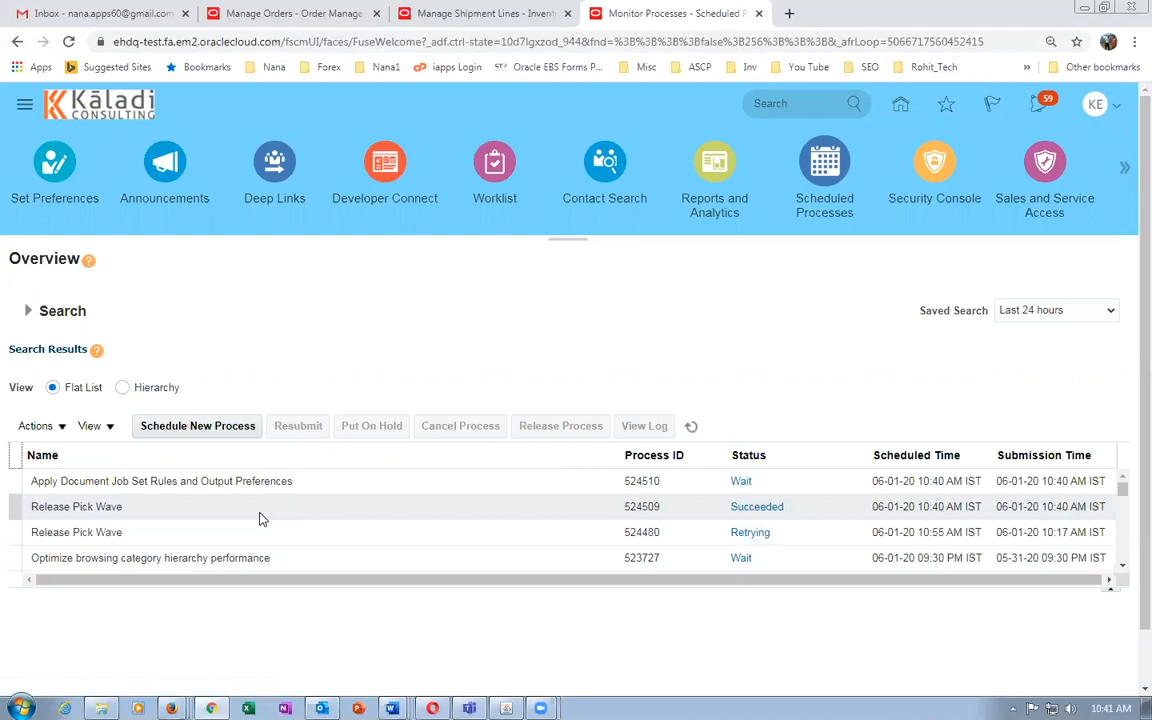 Inbox - nana.apps60@gmail.com
Manage Orders - Order Manage
Manage Shipment Lines - Invent
Monitor Processes - Scheduled P
ehdq-test.fa.em2.oraclecloud.com/fscmUI/faces/FuseWelcome?_adf.ctrl-state=10d7lgxzod_944&fnd=%3B%3B%3B%3Bfalse%3B256%3B%3B%3B&_afrLoop=5066717560452415
Apps
Suggested Sites
Bookmarks
Nana
Forex
Nana1
iapps Login
Oracle EBS Forms P...
Misc
ASCP
Inv
You Tube
SEO
Rohit_Tech
»
Other bookmarks
Kāladi
CONSULTING
Search
59
KE
Set Preferences
Announcements
Deep Links
Developer Connect
Worklist
Contact Search
Reports and
Analytics
Scheduled
Processes
Security Console
Sales and Service
Access
Overview
Search
Saved Search
Last 24 hours
Search Results
View
Flat List
Hierarchy
Actions
View
Schedule New Process
Resubmit
Put On Hold
Cancel Process
Release Process
View Log
Name Process ID Status Scheduled Time Submission Time
Apply Document Job Set Rules and Output Preferences 524510 Wait 06-01-20 10:40 AM IST 06-01-20 10:40 AM IST
Release Pick Wave 524509 Succeeded 06-01-20 10:40 AM IST 06-01-20 10:40 AM IST
Release Pick Wave 524480 Retrying 06-01-20 10:55 AM IST 06-01-20 10:17 AM IST
Optimize browsing category hierarchy performance 523727 Wait 06-01-20 09:30 PM IST 05-31-20 09:30 PM IST
10:41 AM